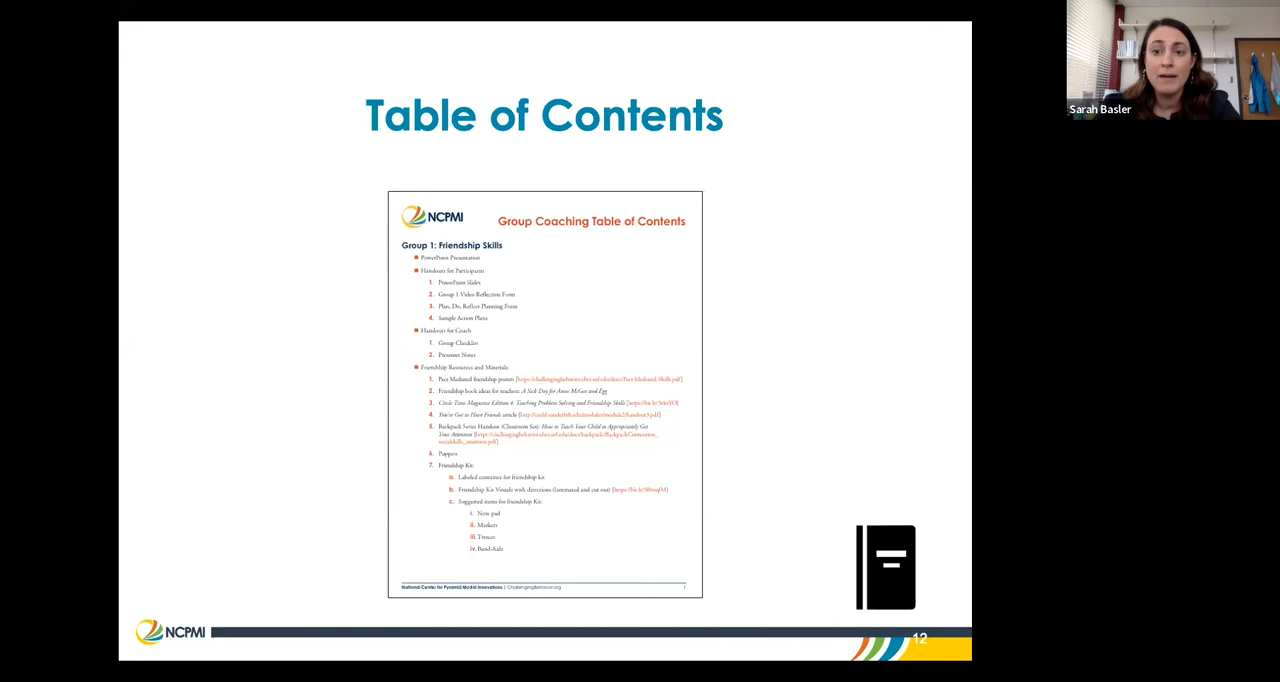 Table of Contents
NCPMI
Group Coaching Table of Contents
Group 1: Friendship Skills
PowerPoint Presentation
Handouts for Participants
1. PowerPoint Slides
2. Group 1 Video Reflection Form
3. Plan, Do, Reflect Planning Form
4. Sample Action Plans
Handouts for Coach
1. Group Checklist
2. Presenter Notes
Friendship Resources and Materials:
1. Peer Mediated friendship posters
2. Friendship book ideas for teachers: A Sick Day for Amos McGee and Egg
3. Circle Time Magazine Edition 4: Teaching Problem Solving and Friendship Skills
4. You've Got to Have Friends article
5. Backpack Series Handout (Classroom Set): How to Teach Your Child to Appropriately Get
Your Attention
6. Puppets
7. Friendship Kit:
a. Labeled container for friendship kit
b. Friendship Kit Visuals with directions (laminated and cut out)
c. Suggested items for friendship Kit:
i. Note pad
ii. Markers
iii. Tissues
iv. Band-Aids
National Center for Pyramid Model Innovations | ChallengingBehavior.org 1
NCPMI
12
Sarah Basler